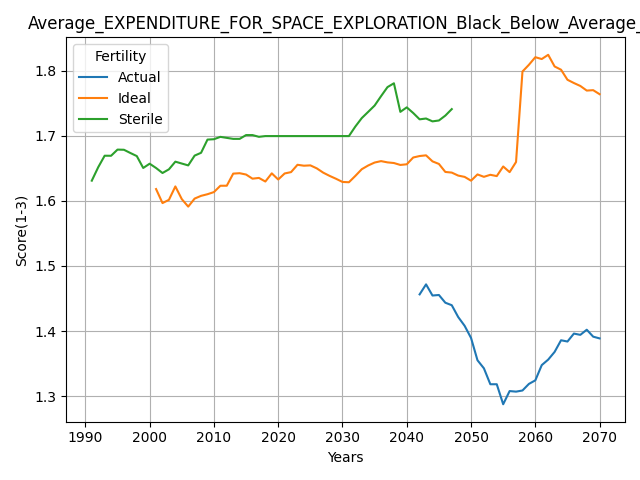 Average_EXPENDITURE_FOR_SPACE_EXPLORATION_Black_Below_Average_
Fertility
Actual
Ideal
Sterile
Score(1-3)
1.8
1.7
1.6
1.5
1.4
1.3
1990 2000 2010 2020 2030 2040 2050 2060 2070
Years